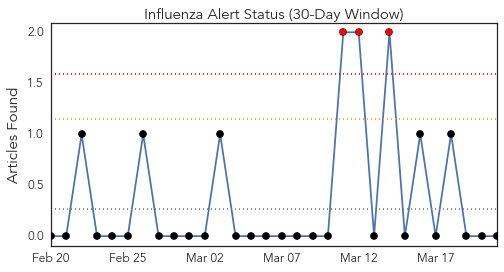 Influenza Alert Status (30-Day Window)
Articles Found
2.0
1.5
1.0
0.5
0.0
Feb 20 Feb 25 Mar 02 Mar 07 Mar 12 Mar 17